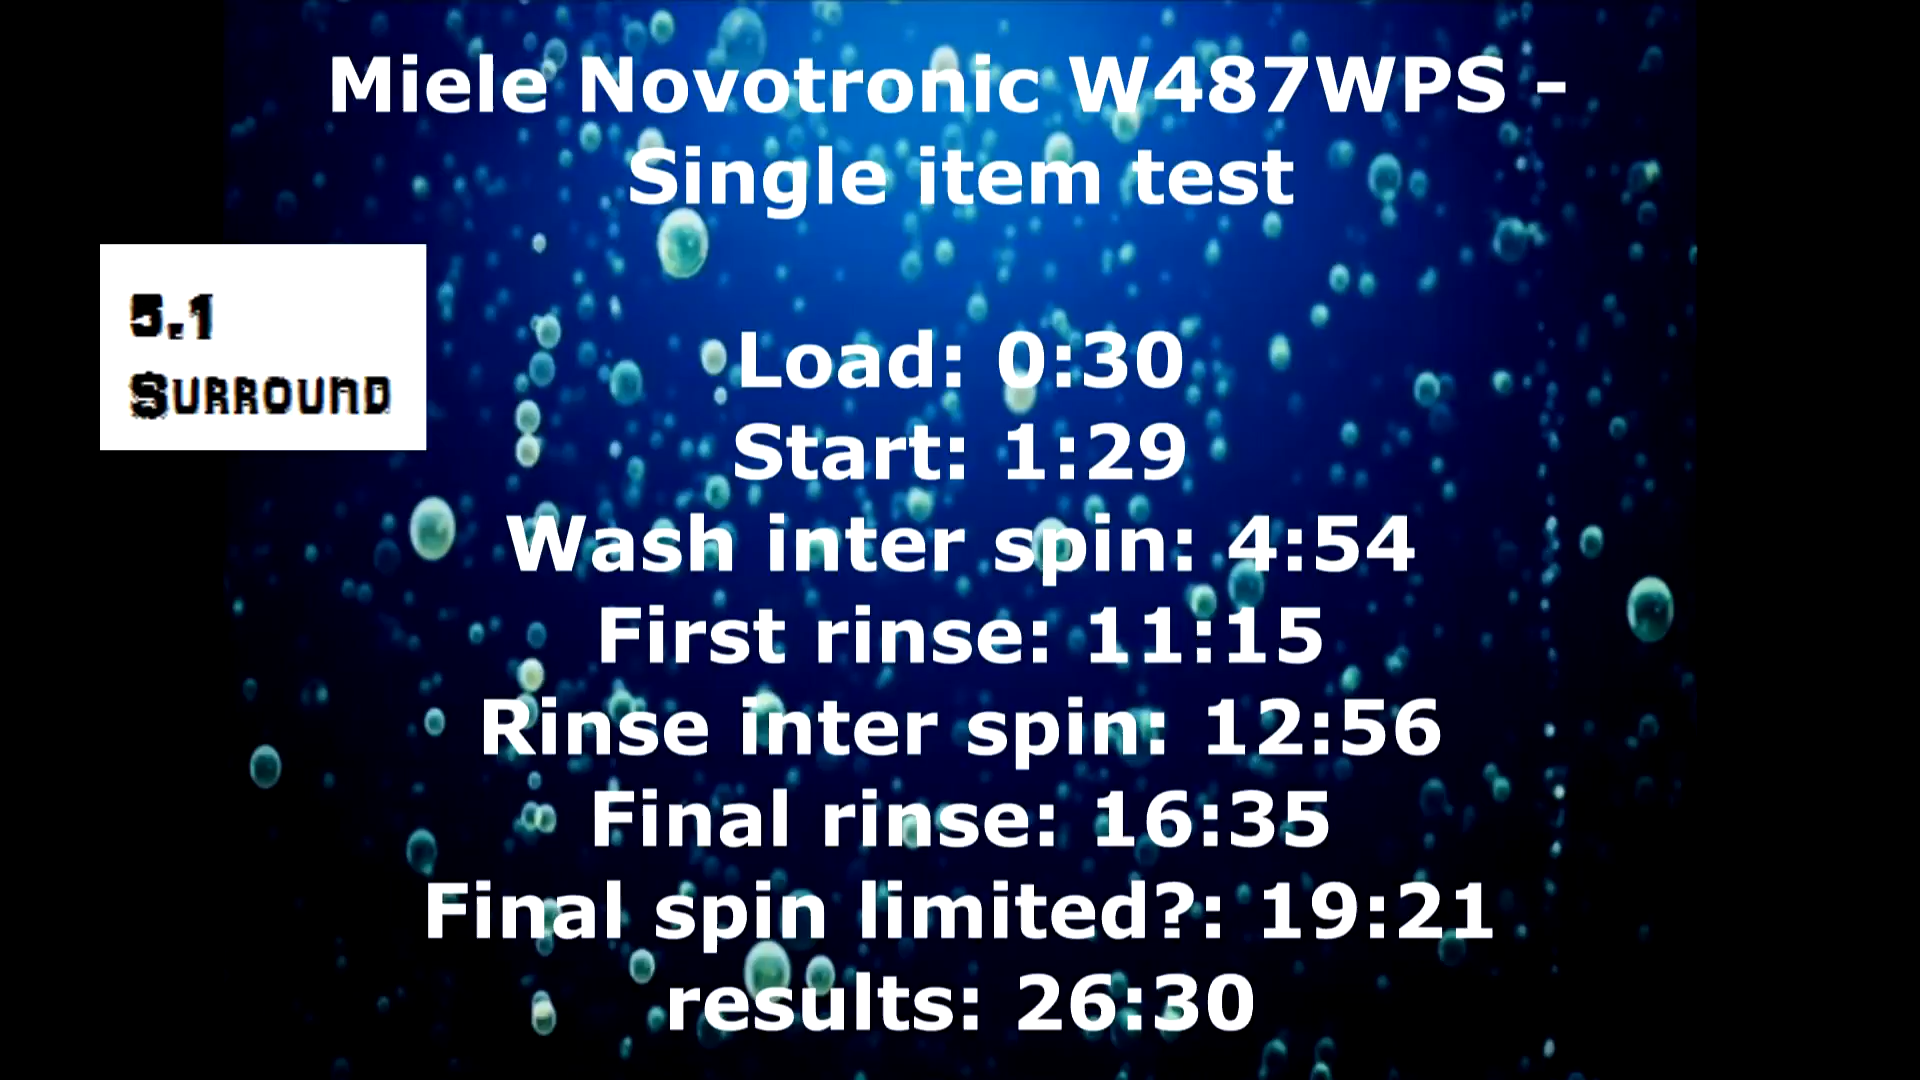 Miele Novotronic W487WPS -
Single item test
5.1
Surround
Load: 0:30
Start: 1:29
Wash inter spin: 4:54
First rinse: 11:15
Rinse inter spin: 12:56
Final rinse: 16:35
Final spin limited?: 19:21
results: 26:30